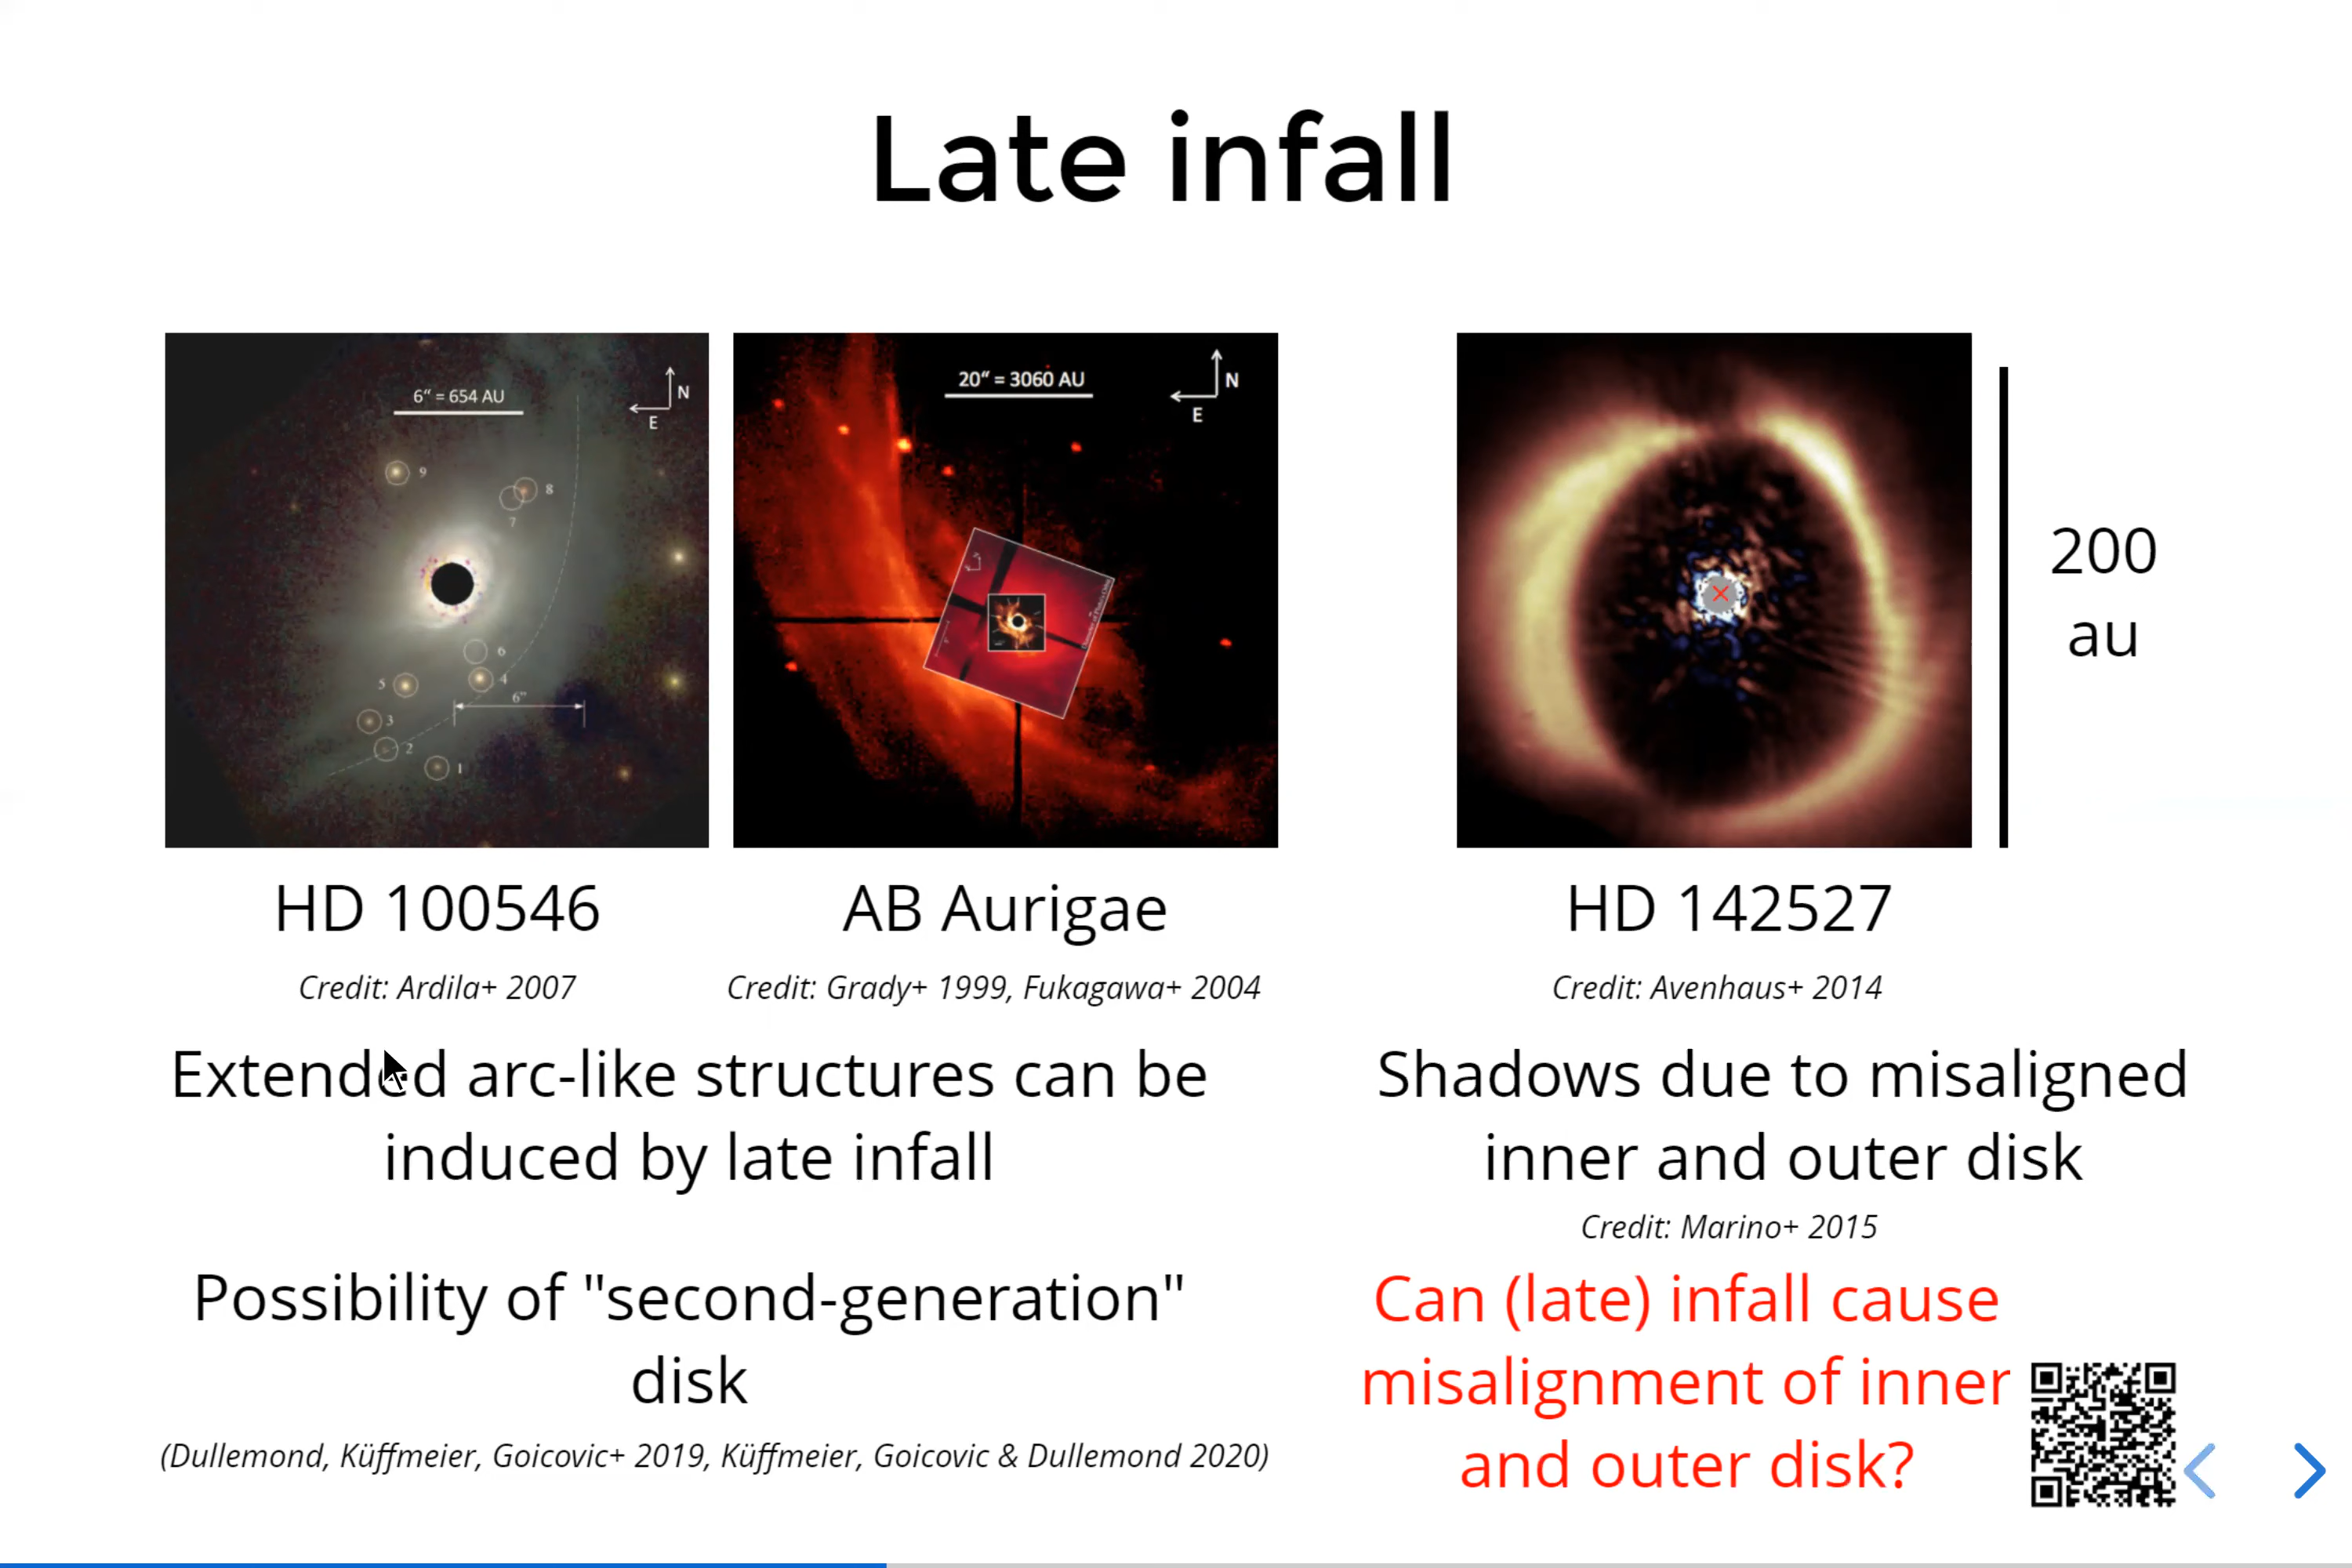 Late infall
6″ = 654 AU
N
E
9
8
7
6
5
4
6"
3
2
1
20″ = 3060 AU
N
E
200
au
HD 100546
Credit: Ardila+ 2007
AB Aurigae
Credit: Grady+ 1999, Fukagawa+ 2004
HD 142527
Credit: Avenhaus+ 2014
Extended arc-like structures can be
induced by late infall
Possibility of "second-generation"
disk
(Dullemond, Küffmeier, Goicovic+ 2019, Küffmeier, Goicovic & Dullemond 2020)
Shadows due to misaligned
inner and outer disk
Credit: Marino+ 2015
Can (late) infall cause
misalignment of inner
and outer disk?